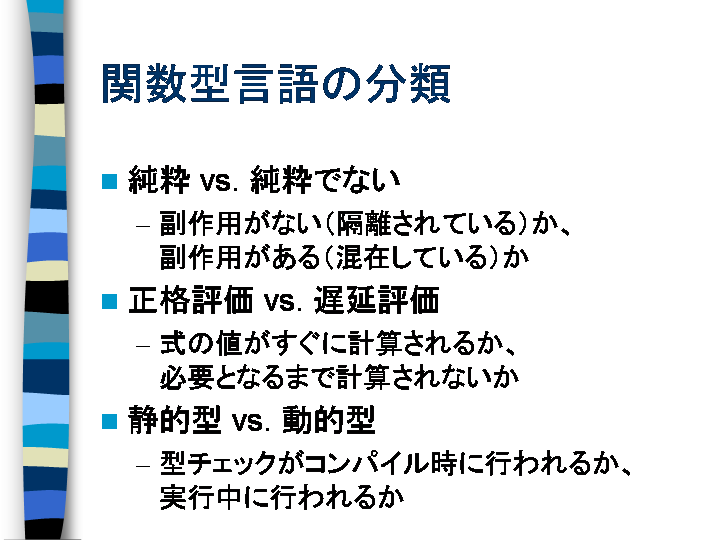 関数型言語の分類
■ 純粋 vs. 純粋でない
– 副作用がない（隔離されている）か、
副作用がある（混在している）か
■ 正格評価 vs. 遅延評価
– 式の値がすぐに計算されるか、
必要となるまで計算されないか
■ 静的型 vs. 動的型
– 型チェックがコンパイル時に行われるか、
実行中に行われるか